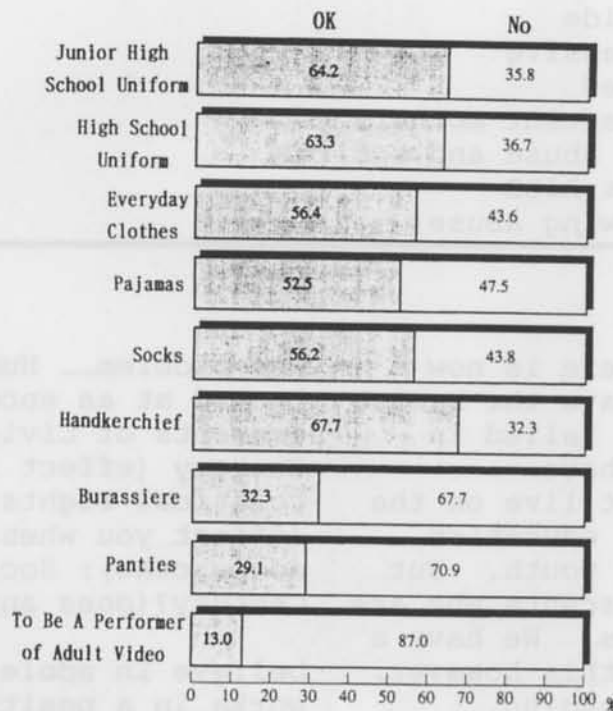 OK No
Junior High
School Uniform 64.2 35.8
High School
Uniform 63.3 36.7
Everyday
Clothes 56.4 43.6
Pajamas 52.5 47.5
Socks 56.2 43.8
Handkerchief 67.7 32.3
Burassiere 32.3 67.7
Panties 29.1 70.9
To Be A Performer
of Adult Video 13.0 87.0
0 10 20 30 40 50 60 70 80 90 100 %